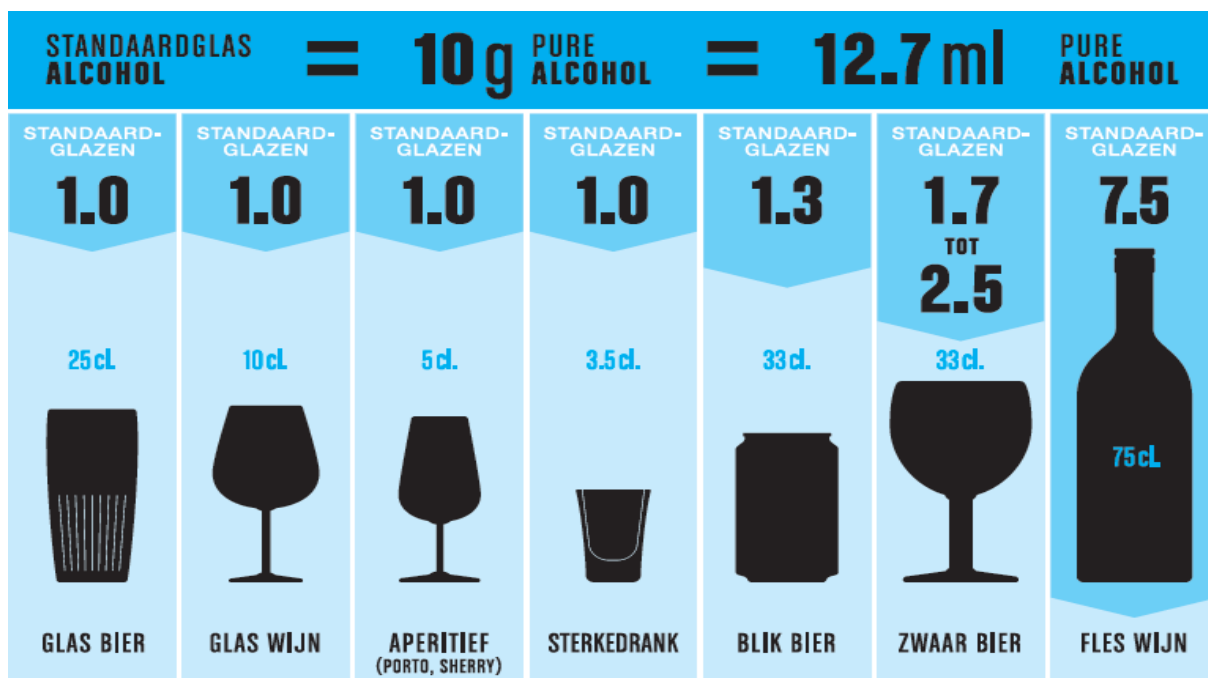 STANDAARDGLAS
ALCOHOL
=
10 g
PURE
ALCOHOL
=
12.7 ml
PURE
ALCOHOL
STANDAARD-
GLAZEN
1.0
25 cl.
GLAS BIER
STANDAARD-
GLAZEN
1.0
10 cl.
GLAS WIJN
STANDAARD-
GLAZEN
1.0
5 cl.
APERITIEF
(PORTO, SHERRY)
STANDAARD-
GLAZEN
1.0
3.5 cl.
STERKEDRANK
STANDAARD-
GLAZEN
1.3
33 cl.
BLIK BIER
STANDAARD-
GLAZEN
1.7
TOT
2.5
33 cl.
ZWAAR BIER
STANDAARD-
GLAZEN
7.5
75 cl.
FLES WIJN